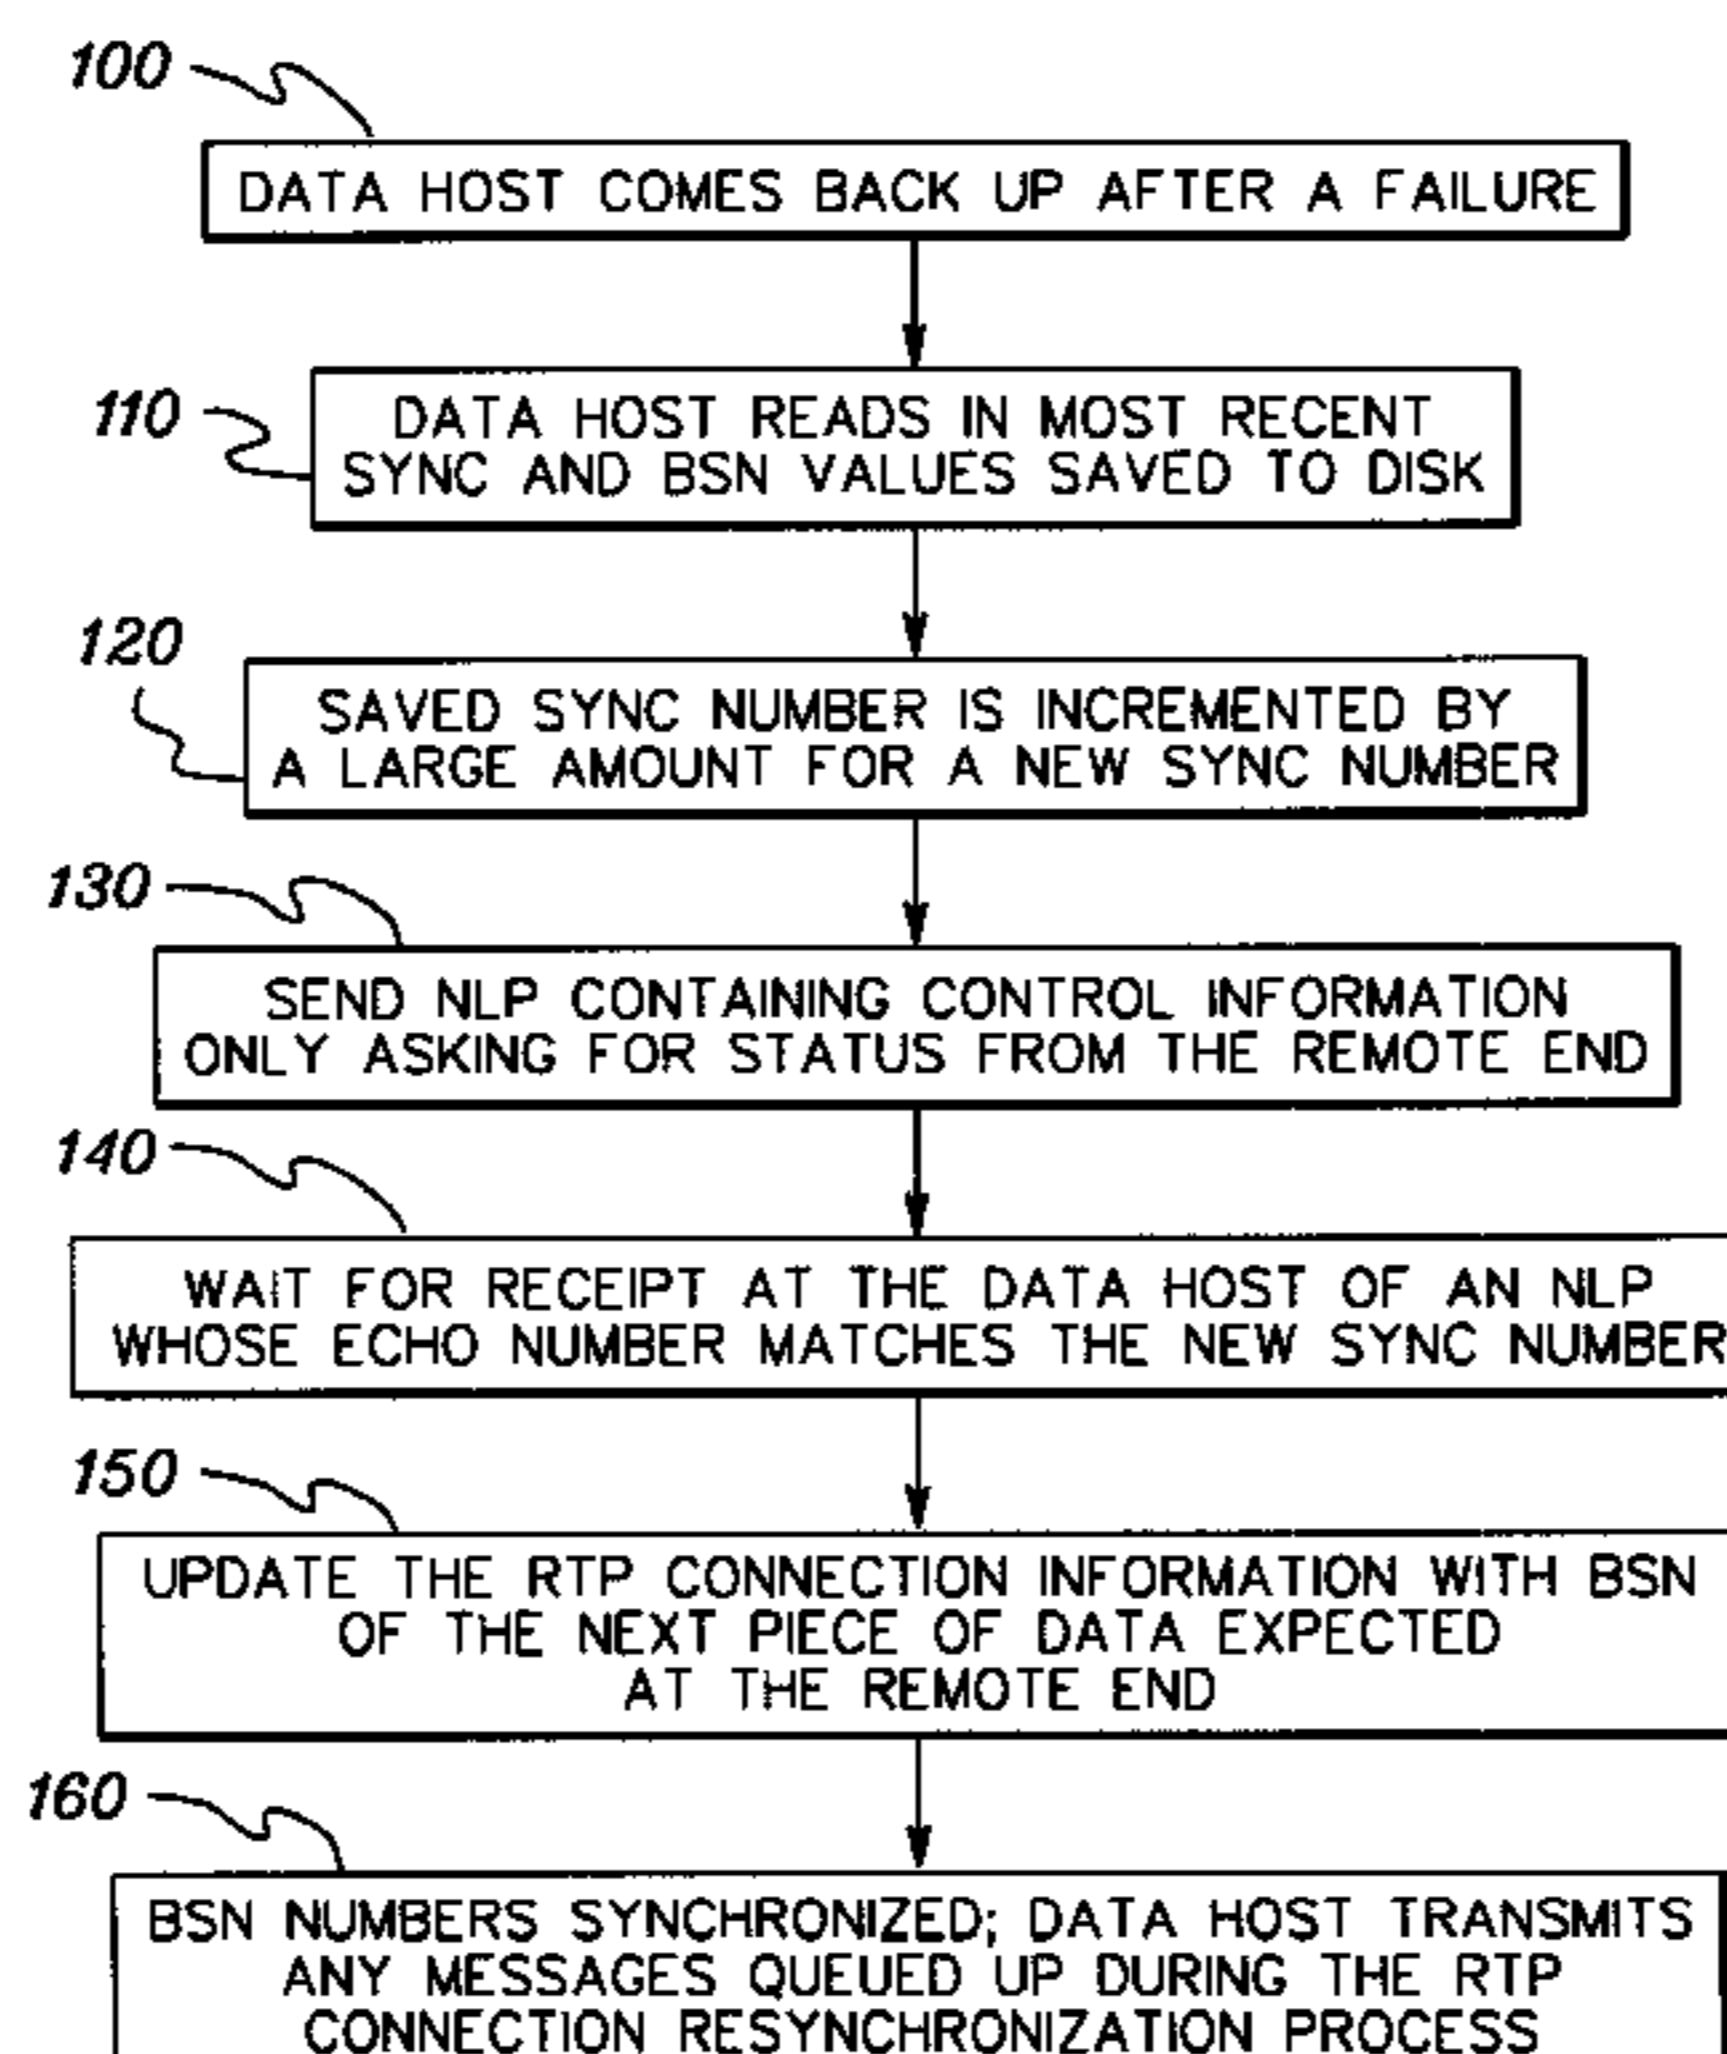 100
DATA HOST COMES BACK UP AFTER A FAILURE
110
DATA HOST READS IN MOST RECENT
SYNC AND BSN VALUES SAVED TO DISK
120
SAVED SYNC NUMBER IS INCREMENTED BY
A LARGE AMOUNT FOR A NEW SYNC NUMBER
130
SEND NLP CONTAINING CONTROL INFORMATION
ONLY ASKING FOR STATUS FROM THE REMOTE END
140
WAIT FOR RECEIPT AT THE DATA HOST OF AN NLP
WHOSE ECHO NUMBER MATCHES THE NEW SYNC NUMBER
150
UPDATE THE RTP CONNECTION INFORMATION WITH BSN
OF THE NEXT PIECE OF DATA EXPECTED
AT THE REMOTE END
160
BSN NUMBERS SYNCHRONIZED; DATA HOST TRANSMITS
ANY MESSAGES QUEUED UP DURING THE RTP
CONNECTION RESYNCHRONIZATION PROCESS